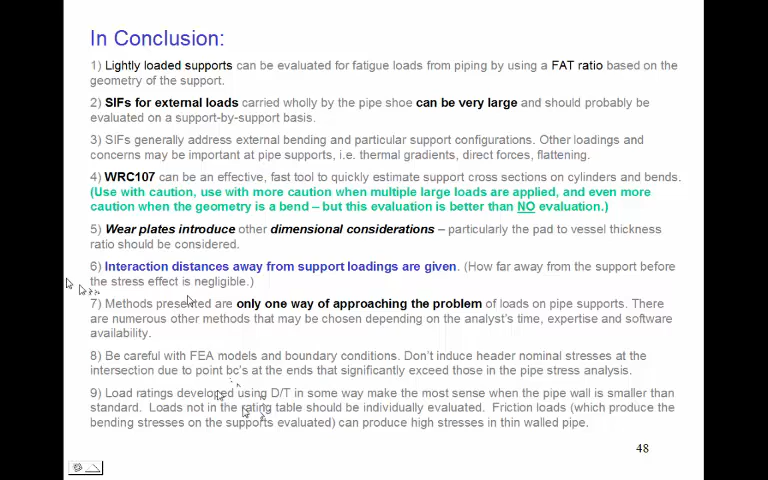 In Conclusion:
1) Lightly loaded supports can be evaluated for fatigue loads from piping by using a FAT ratio based on the
geometry of the support.
2) SIFs for external loads carried wholly by the pipe shoe can be very large and should probably be
evaluated on a support-by-support basis.
3) SIFs generally address external bending and particular support configurations. Other loadings and
concerns may be important at pipe supports, i.e. thermal gradients, direct forces, flattening.
4) WRC107 can be an effective, fast tool to quickly estimate support cross sections on cylinders and bends.
(Use with caution, use with more caution when multiple large loads are applied, and even more
caution when the geometry is a bend – but this evaluation is better than NO evaluation.)
5) Wear plates introduce other dimensional considerations – particularly the pad to vessel thickness
ratio should be considered.
6) Interaction distances away from support loadings are given. (How far away from the support before
the stress effect is negligible.)
7) Methods presented are only one way of approaching the problem of loads on pipe supports. There
are numerous other methods that may be chosen depending on the analyst's time, expertise and software
availability.
8) Be careful with FEA models and boundary conditions. Don't induce header nominal stresses at the
intersection due to point bc's at the ends that significantly exceed those in the pipe stress analysis.
9) Load ratings developed using D/T in some way make the most sense when the pipe wall is smaller than
standard. Loads not in the rating table should be individually evaluated. Friction loads (which produce the
bending stresses on the supports evaluated) can produce high stresses in thin walled pipe.
48